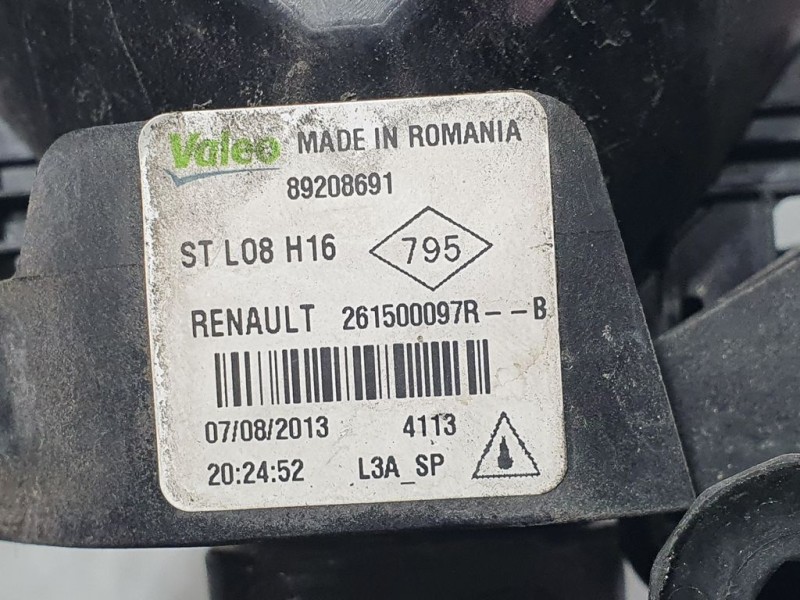 Valeo MADE IN ROMANIA
89208691
ST L08 H16 795
RENAULT 261500097R--B
07/08/2013 4113
20:24:52 L3A_SP